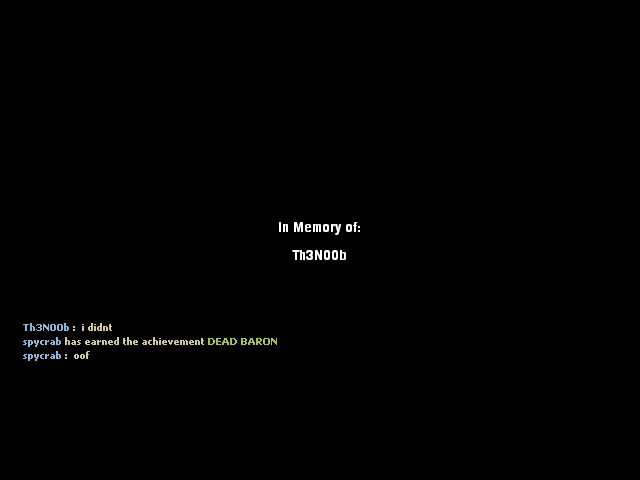 In Memory of:
Th3N00b
Th3N00b :  i didnt
spycrab has earned the achievement DEAD BARON
spycrab :  oof